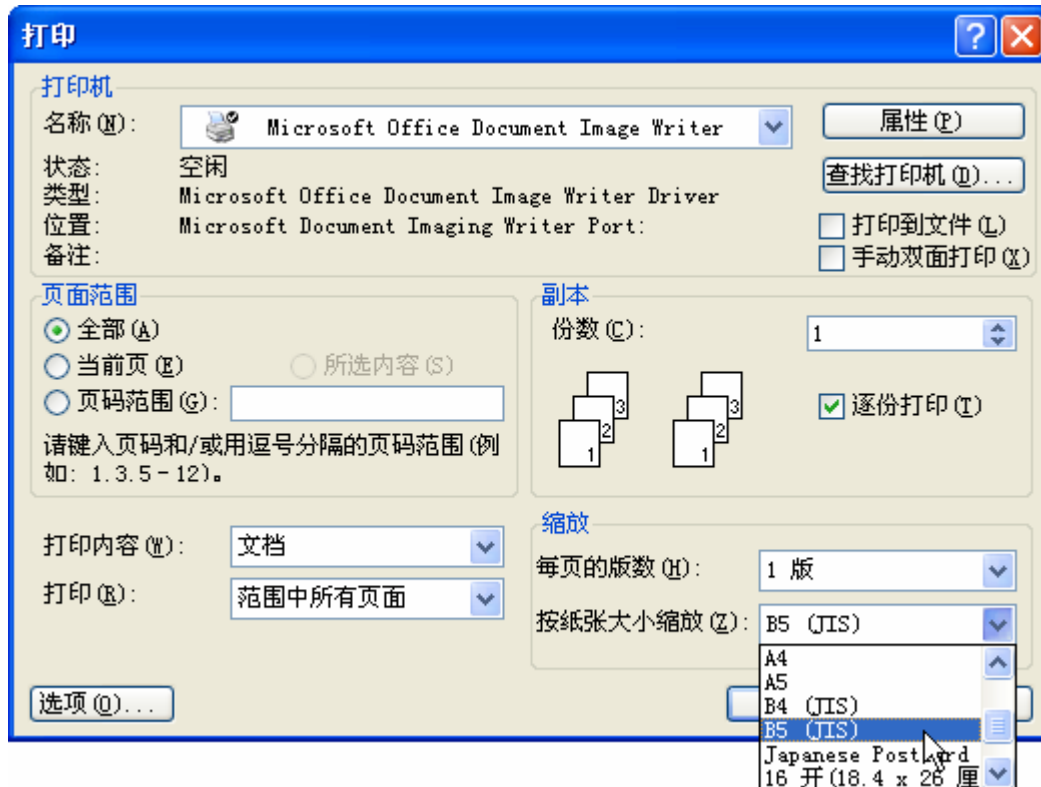 打印
打印机
名称(N):
Microsoft Office Document Image Writer
属性(P)
状态:
空闲
查找打印机(D)...
类型:
Microsoft Office Document Image Writer Driver
位置:
Microsoft Document Imaging Writer Port:
打印到文件(L)
备注:
手动双面打印(X)
页面范围
全部(A)
当前页(E)
所选内容(S)
页码范围(G):
请键入页码和/或用逗号分隔的页码范围(例
如: 1.3.5-12)。
副本
份数(C):
1
3
2
1
3
2
1
逐份打印(T)
打印内容(W):
文档
打印(R):
范围中所有页面
缩放
每页的版数(H):
1 版
按纸张大小缩放(Z):
B5 (JIS)
A4
A5
B4 (JIS)
B5 (JIS)
Japanese Postcard
16 开(18.4 x 26 厘
选项(O)...